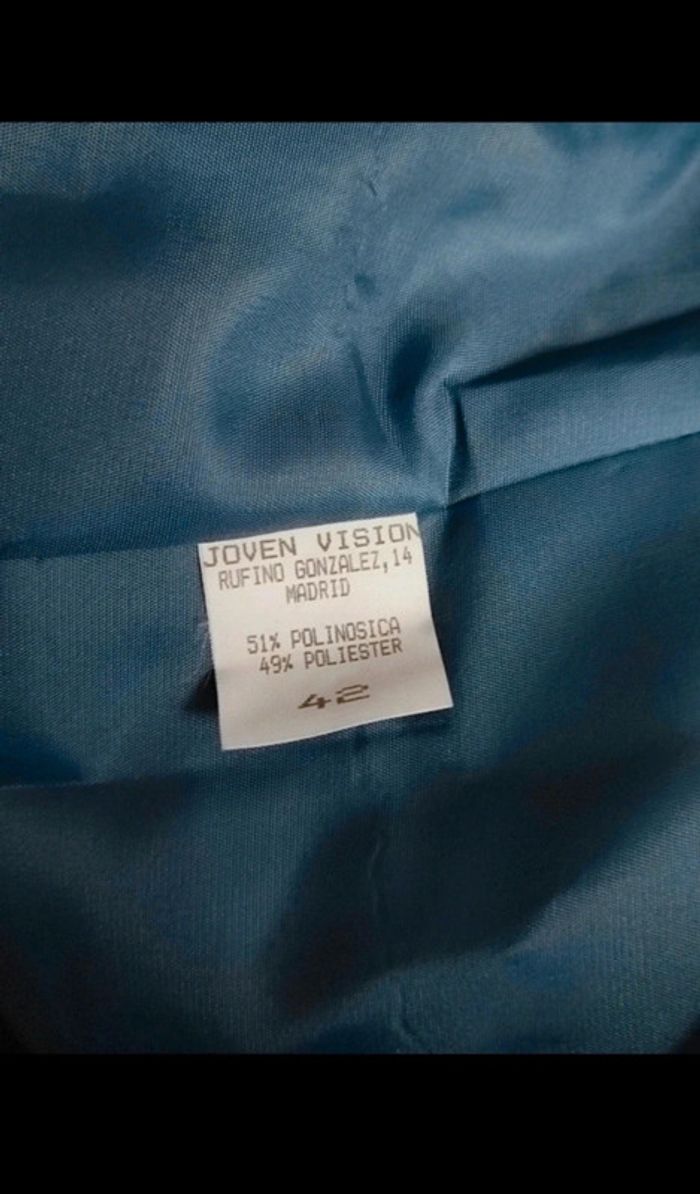 JOVEN VISION
RUFINO GONZALEZ,14
MADRID
51% POLINOSICA
49% POLIESTER
42